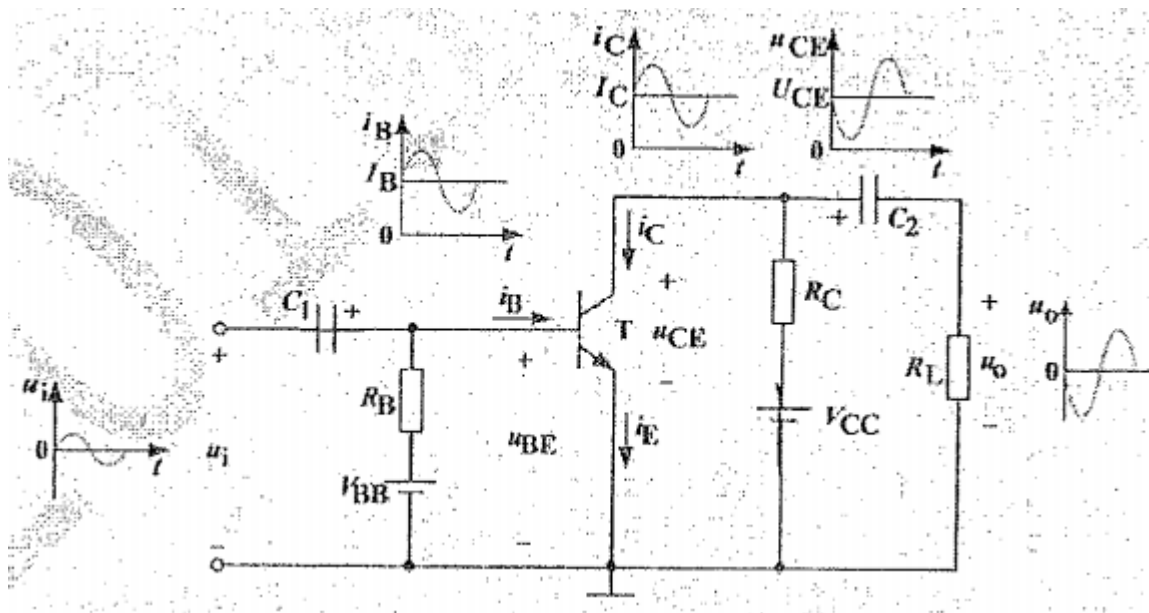 i_C
I_C
0
t
u_CE
U_CE
0
t
i_B
I_B
0
t
+
C_2
i_C
+
R_C
C_1
+
i_B
T
u_CE
+
u_o
+
+
R_L
u_o
0
u_i
R_B
-
i_E
V_CC
-
0
t
u_i
u_BE
V_BB
-
-